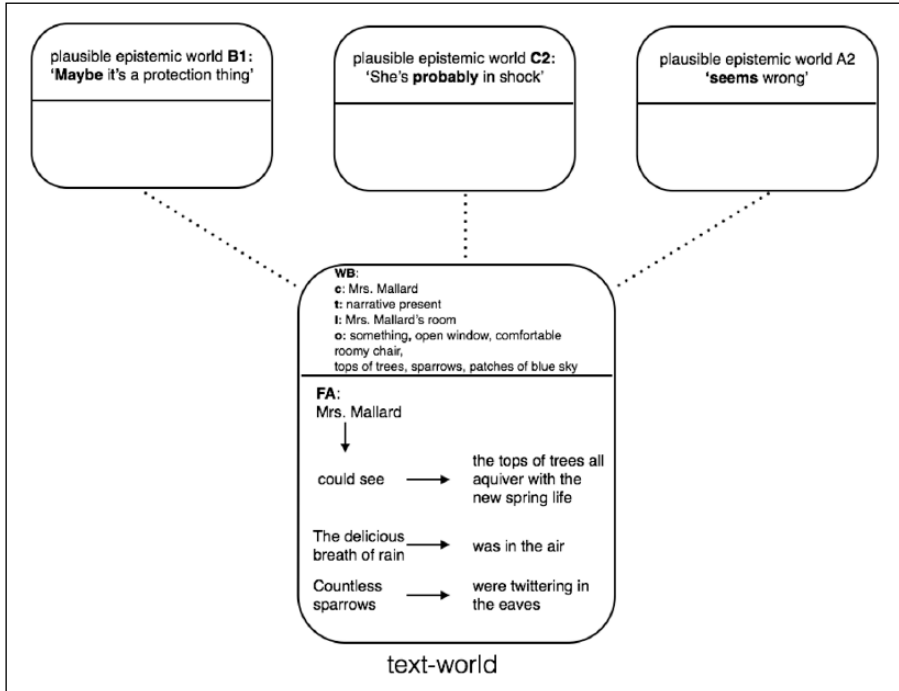 plausible epistemic world B1:
‘Maybe it’s a protection thing’
plausible epistemic world C2:
‘She’s probably in shock’
plausible epistemic world A2
‘seems wrong’
WB:
c: Mrs. Mallard
t: narrative present
l: Mrs. Mallard’s room
o: something, open window, comfortable
roomy chair,
tops of trees, sparrows, patches of blue sky
FA:
Mrs. Mallard
could see
the tops of trees all
aquiver with the
new spring life
The delicious
breath of rain
was in the air
Countless
sparrows
were twittering in
the eaves
text-world